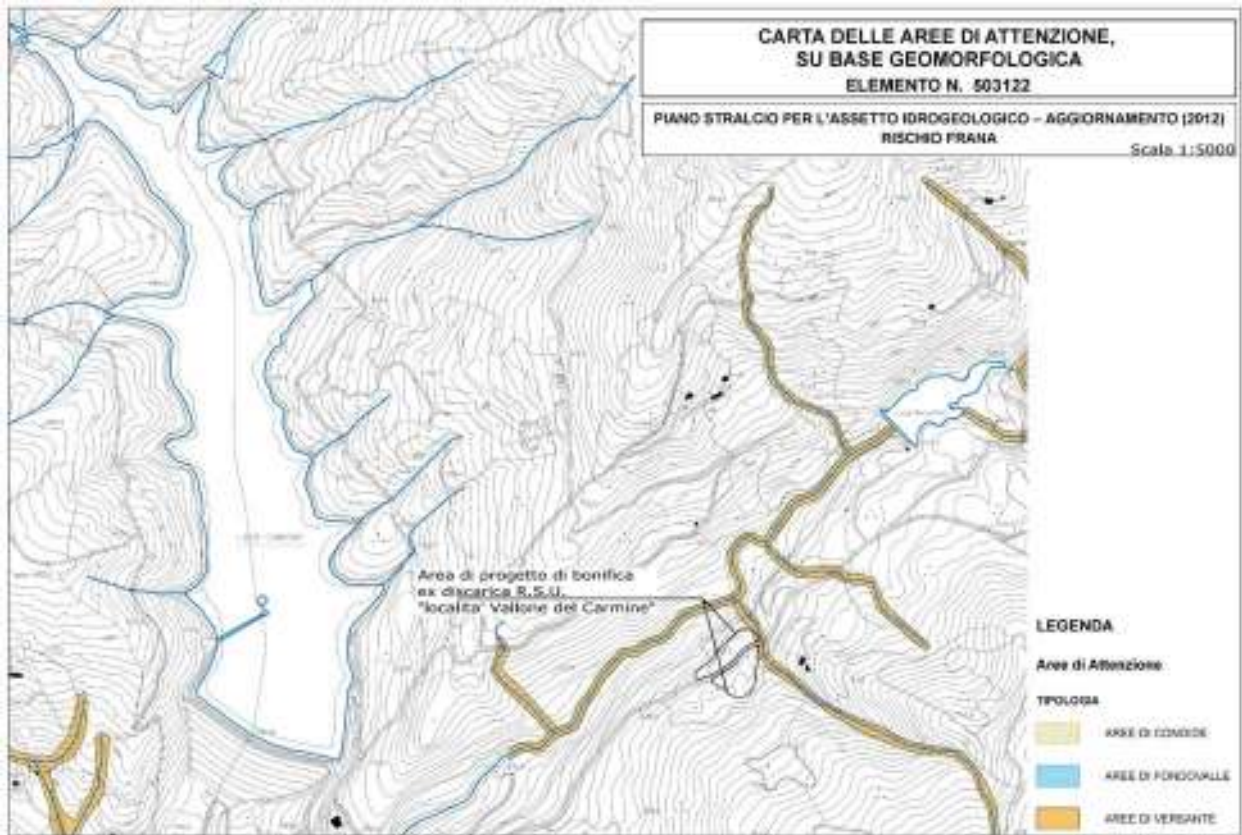 CARTA DELLE AREE DI ATTENZIONE,
SU BASE GEOMORFOLOGICA
ELEMENTO N. 503122
PIANO STRALCIO PER L'ASSETTO IDROGEOLOGICO – AGGIORNAMENTO (2012)
RISCHIO FRANA
Scala 1:5000
Area di progetto di bonifica
ex discarica R.S.U.
"localita' Vallone del Carmine"
LEGENDA
Aree di Attenzione
TIPOLOGIA
AREE DI CONOIDE
AREE DI FONDOVALLE
AREE DI VERSANTE